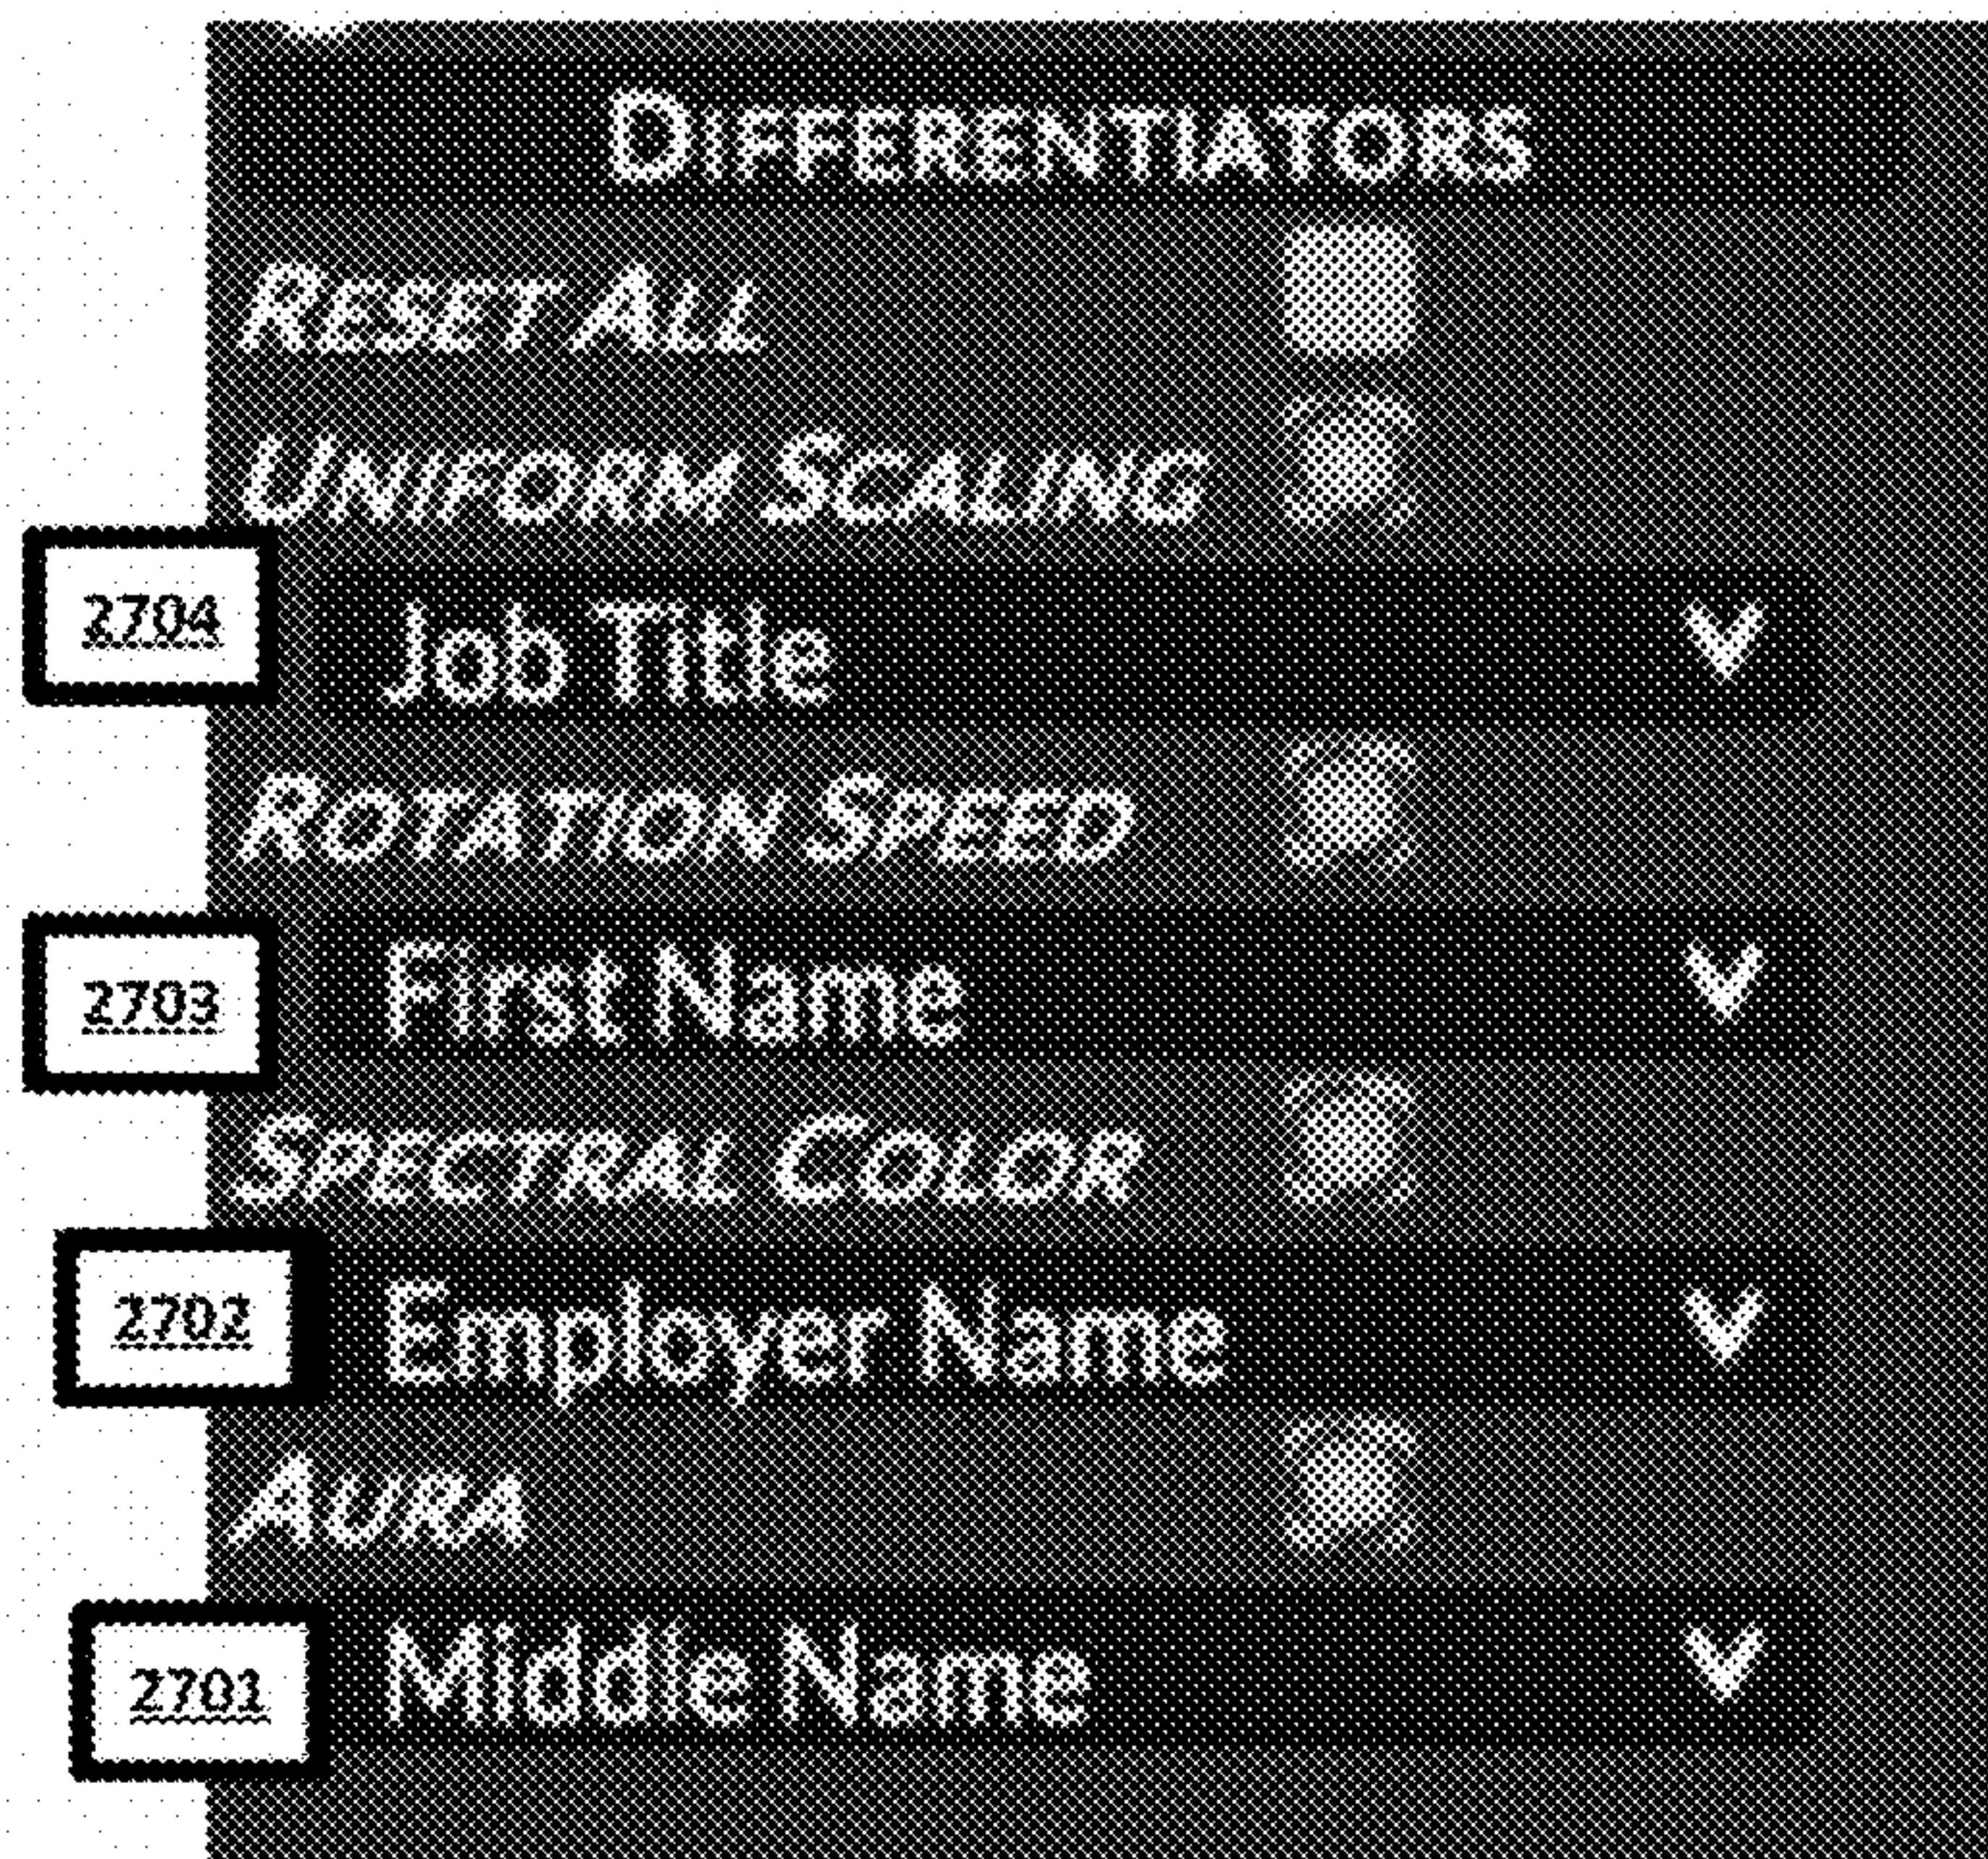 DIFFERENTIATORS
RESET ALL
UNIFORM SCALING
2704 Job Title
ROTATION SPEED
2703 First Name
SPECTRAL COLOR
2702 Employer Name
AURA
2701 Middle Name